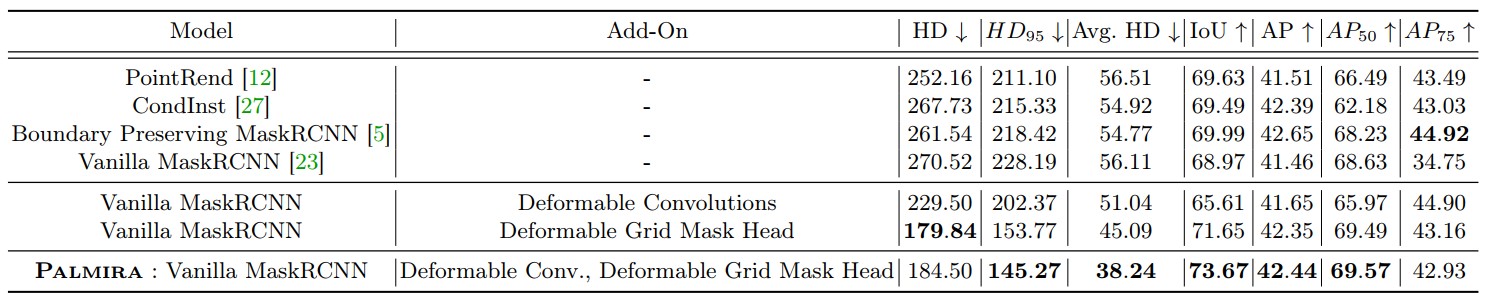 Model Add-On HD ↓ HD95 ↓ Avg. HD ↓ IoU ↑ AP ↑ AP50 ↑ AP75 ↑
PointRend [12] - 252.16 211.10 56.51 69.63 41.51 66.49 43.49
CondInst [27] - 267.73 215.33 54.92 69.49 42.39 62.18 43.03
Boundary Preserving MaskRCNN [5] - 261.54 218.42 54.77 69.99 42.65 68.23 44.92
Vanilla MaskRCNN [23] - 270.52 228.19 56.11 68.97 41.46 68.63 34.75
Vanilla MaskRCNN Deformable Convolutions 229.50 202.37 51.04 65.61 41.65 65.97 44.90
Vanilla MaskRCNN Deformable Grid Mask Head 179.84 153.77 45.09 71.65 42.35 69.49 43.16
PALMIRA : Vanilla MaskRCNN Deformable Conv., Deformable Grid Mask Head 184.50 145.27 38.24 73.67 42.44 69.57 42.93